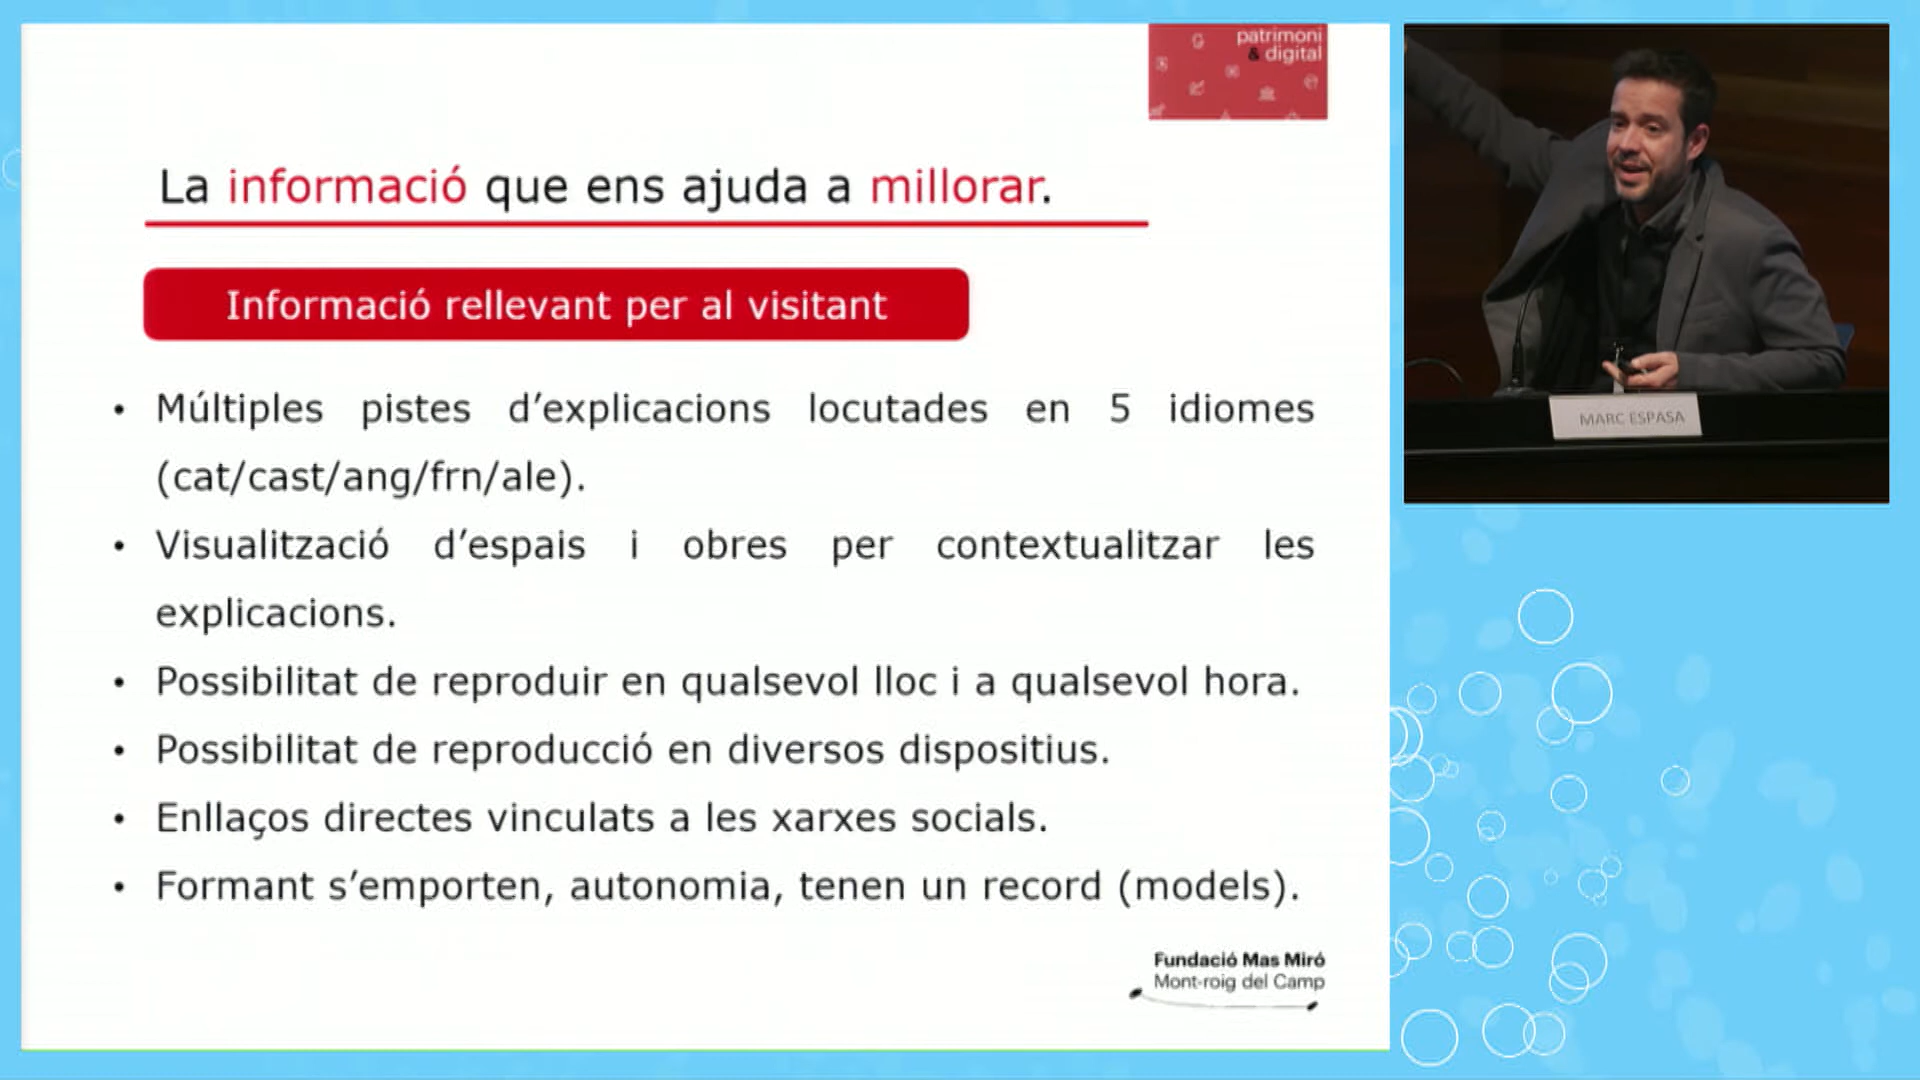 patrimoni
& digital
La informació que ens ajuda a millorar.
Informació rellevant per al visitant
• Múltiples pistes d’explicacions locutades en 5 idiomes
(cat/cast/ang/frn/ale).
• Visualització d’espais i obres per contextualitzar les
explicacions.
• Possibilitat de reproduir en qualsevol lloc i a qualsevol hora.
• Possibilitat de reproducció en diversos dispositius.
• Enllaços directes vinculats a les xarxes socials.
• Formant s’emporten, autonomia, tenen un record (models).
Fundació Mas Miró
Mont-roig del Camp
MARC ESPASA